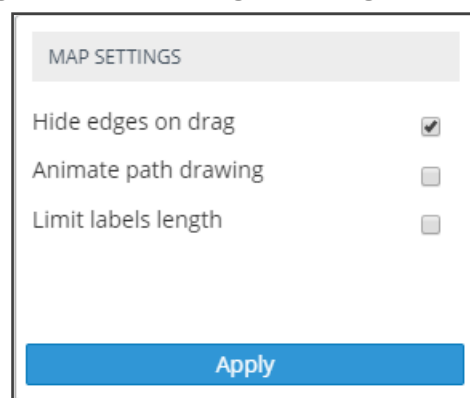 MAP SETTINGS
Hide edges on drag
Animate path drawing
Limit labels length
Apply